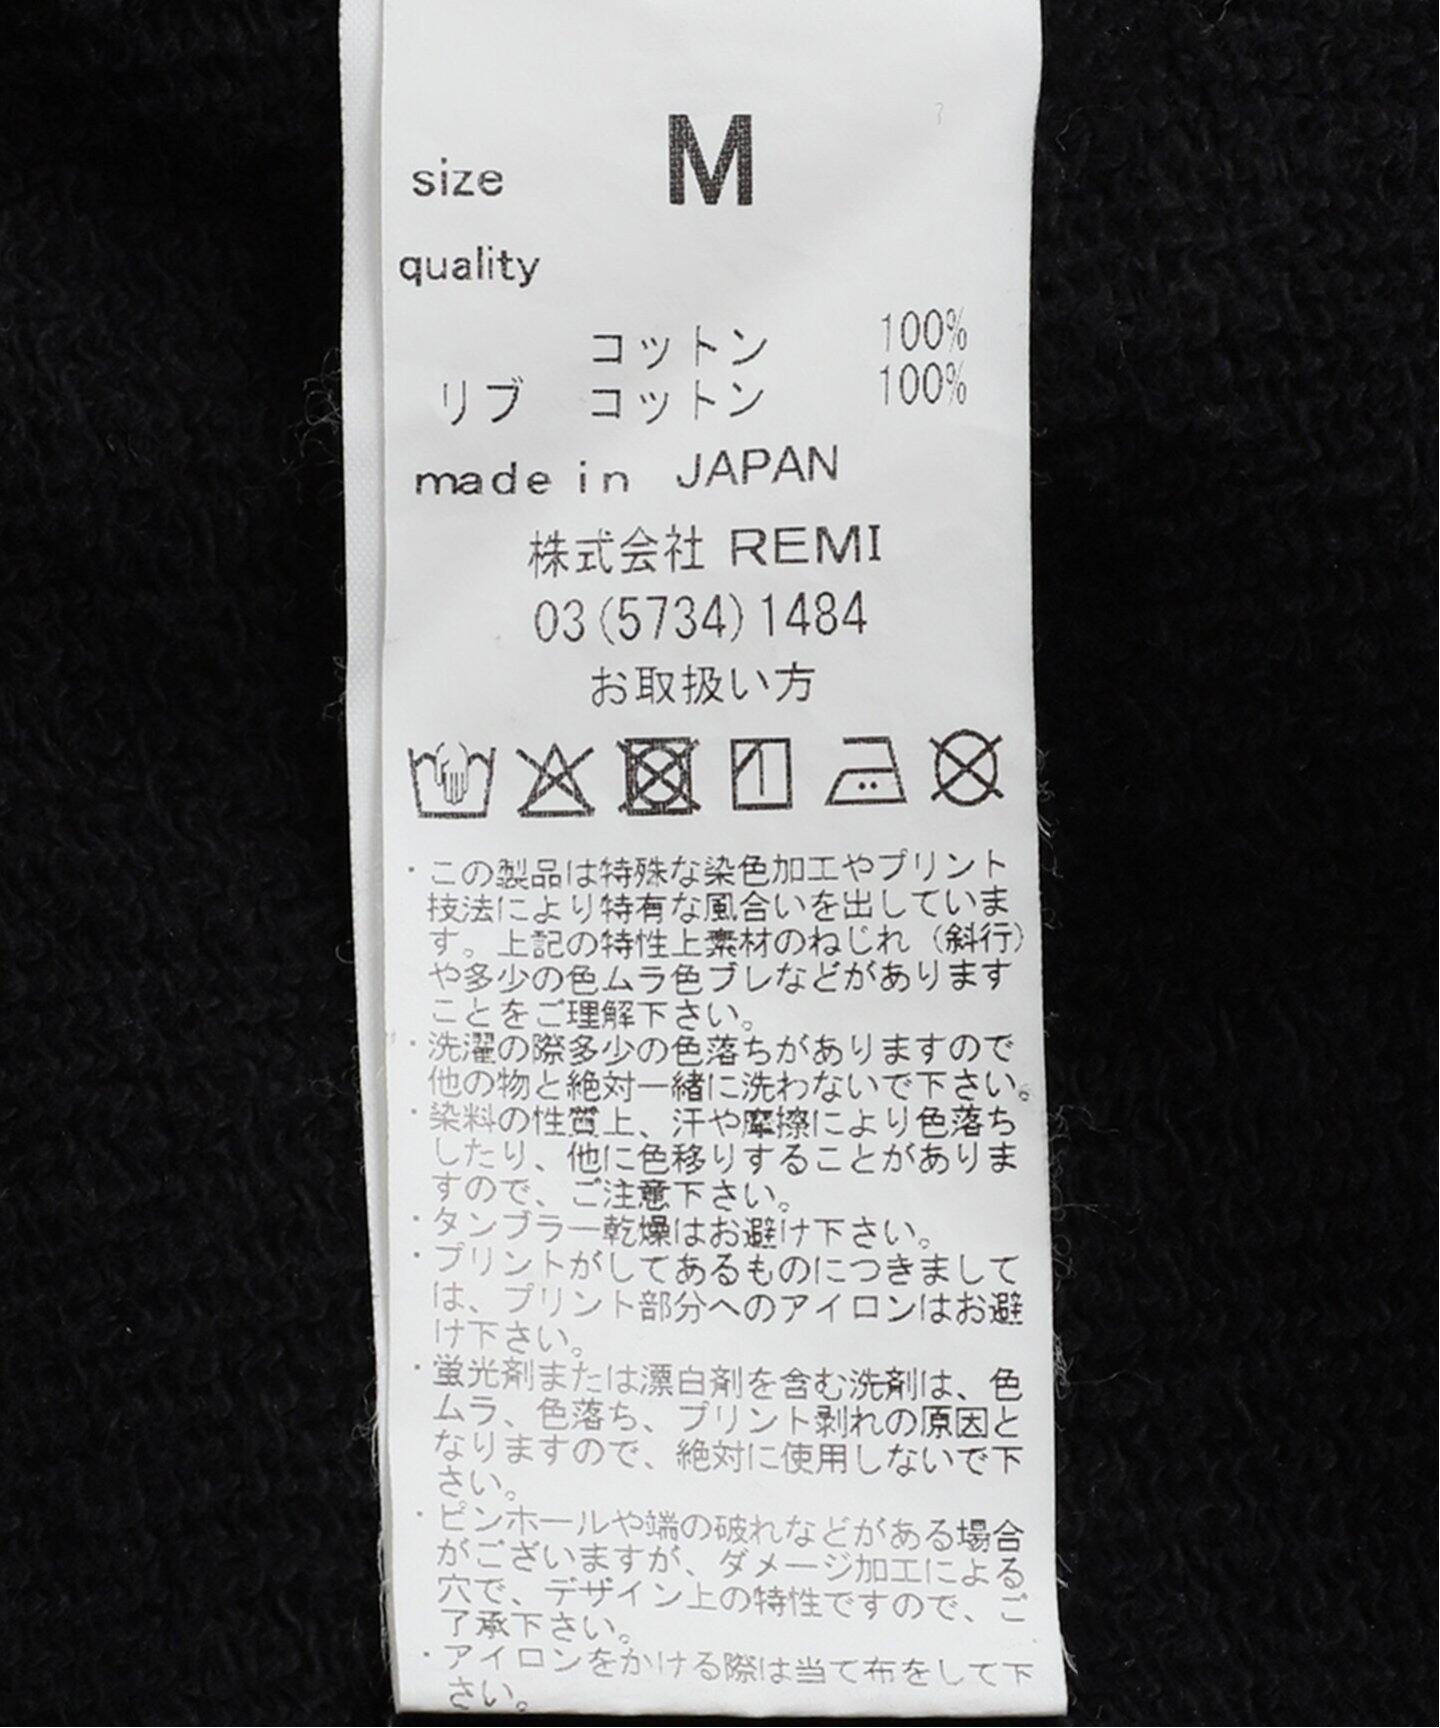 size M
quality
コットン 100%
リブ コットン 100%
made in JAPAN
株式会社 REMI
03(5734)1484
お取扱い方
・この製品は特殊な染色加工やプリント
技法により特有な風合いを出していま
す。上記の特性上素材のねじれ（斜行）
や多少の色ムラ色ブレなどがあります
ことをご理解下さい。
・洗濯の際多少の色落ちがありますので
他の物と絶対一緒に洗わないで下さい。
・染料の性質上、汗や摩擦により色落ち
したり、他に色移りすることがありま
すので、ご注意下さい。
・タンブラー乾燥はお避け下さい。
・プリントがしてあるものにつきまして
は、プリント部分へのアイロンはお避
け下さい。
・蛍光剤または漂白剤を含む洗剤は、色
ムラ、色落ち、プリント剥れの原因と
なりますので、絶対に使用しないで下
さい。
・ピンホールや端の破れなどがある場合
がございますが、ダメージ加工による
穴で、デザイン上の特性ですので、ご
了承下さい。
・アイロンをかける際は当て布をして下
さい。